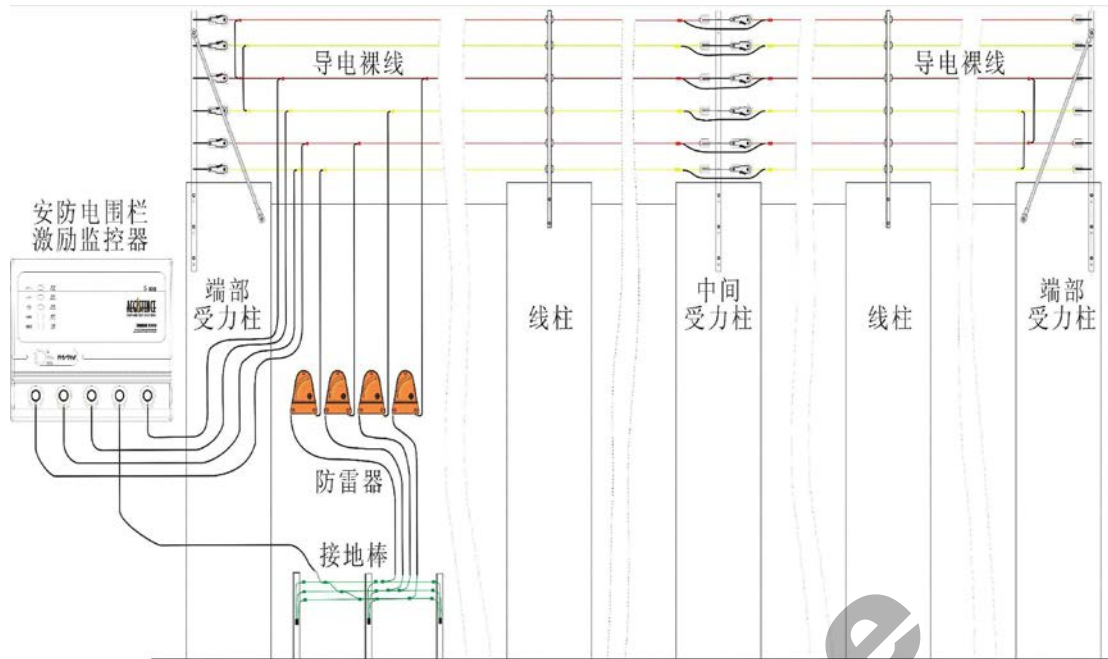 导电裸线
导电裸线
安防电围栏
激励监控器
端部
受力柱
线柱
中间
受力柱
线柱
端部
受力柱
防雷器
接地棒
e